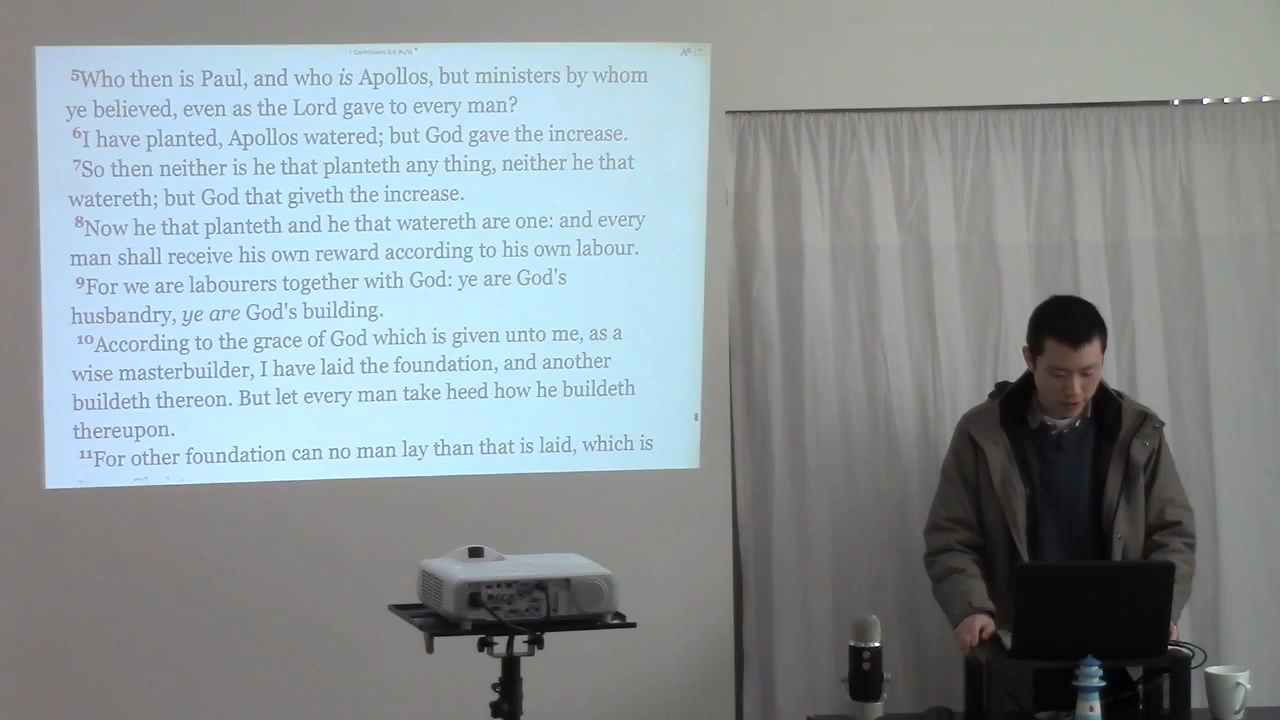 1 Corinthians 3:4 (KJV)
5Who then is Paul, and who is Apollos, but ministers by whom
ye believed, even as the Lord gave to every man?
6I have planted, Apollos watered; but God gave the increase.
7So then neither is he that planteth any thing, neither he that
watereth; but God that giveth the increase.
8Now he that planteth and he that watereth are one: and every
man shall receive his own reward according to his own labour.
9For we are labourers together with God: ye are God's
husbandry, ye are God's building.
10According to the grace of God which is given unto me, as a
wise masterbuilder, I have laid the foundation, and another
buildeth thereon. But let every man take heed how he buildeth
thereupon.
11For other foundation can no man lay than that is laid, which is